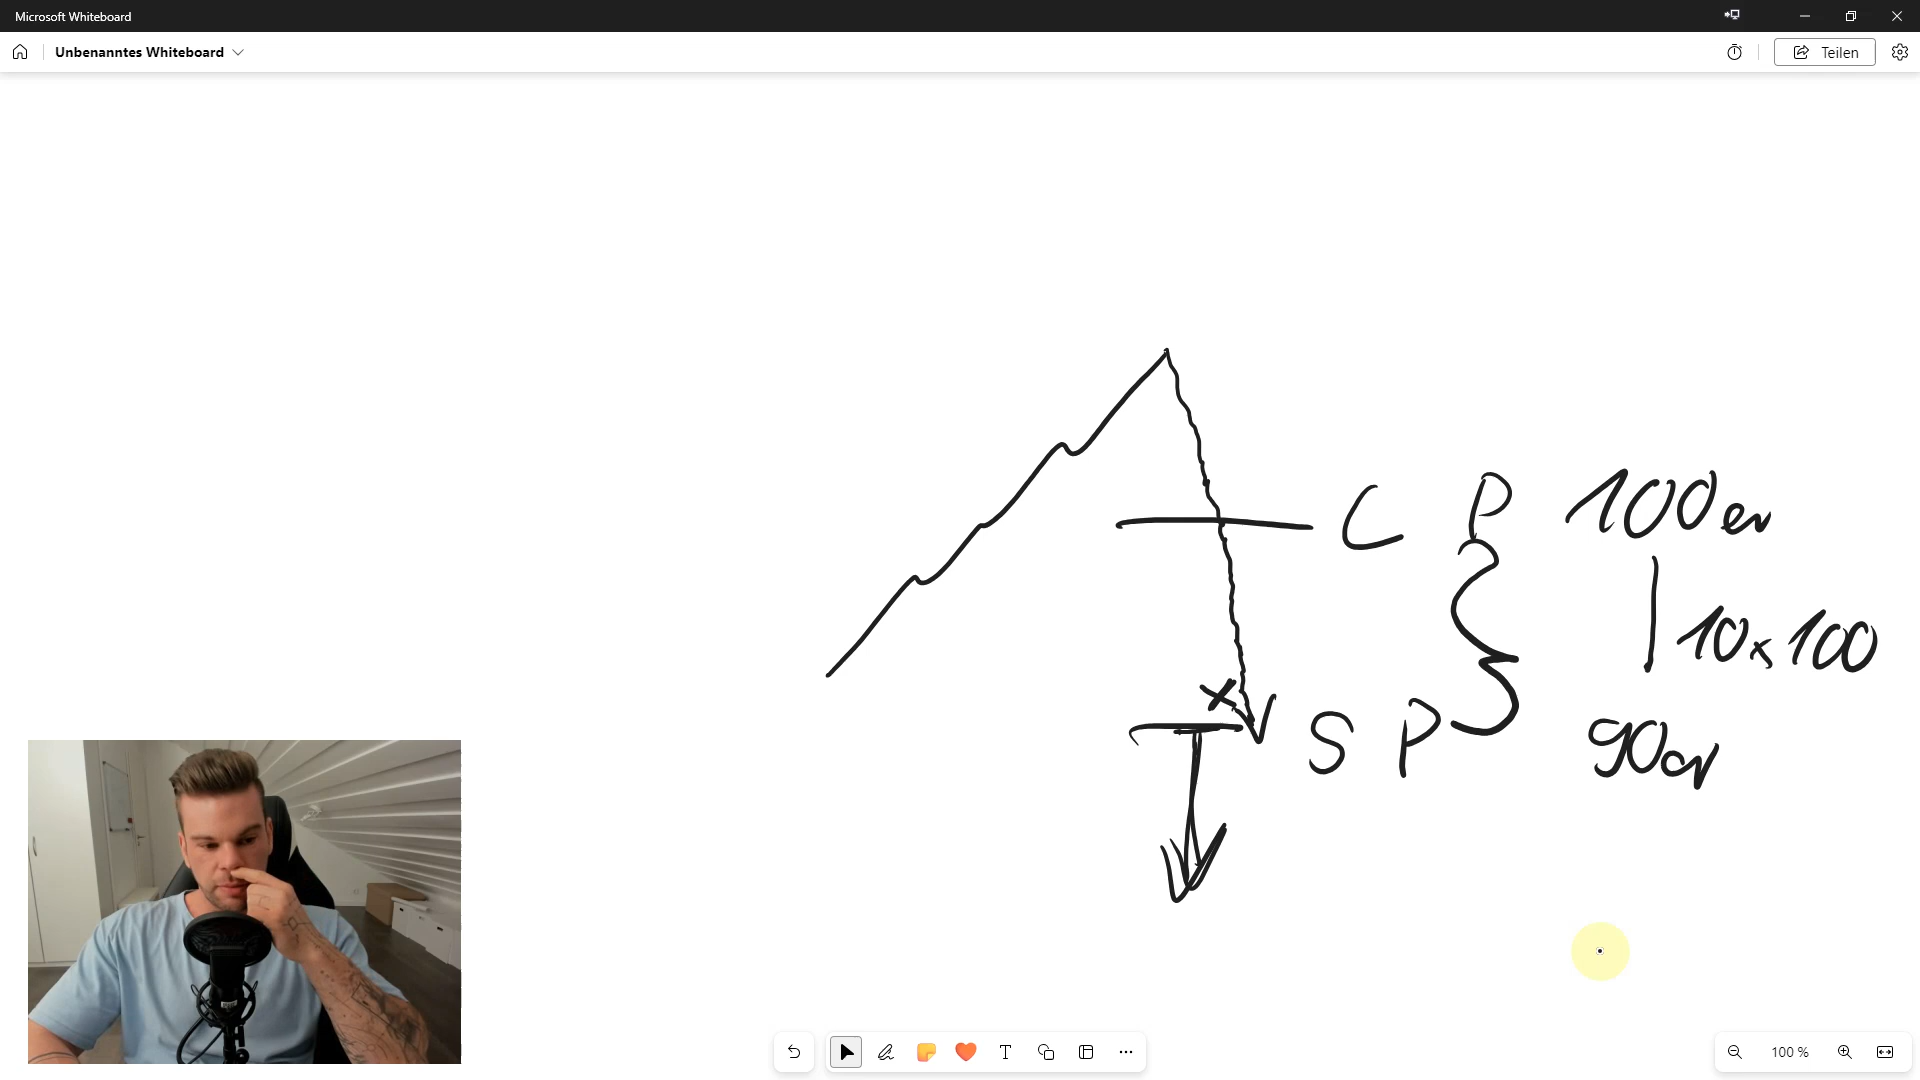 Microsoft Whiteboard
Unbenanntes Whiteboard
Teilen
C P 100er
10x100
S P 90er
100 %